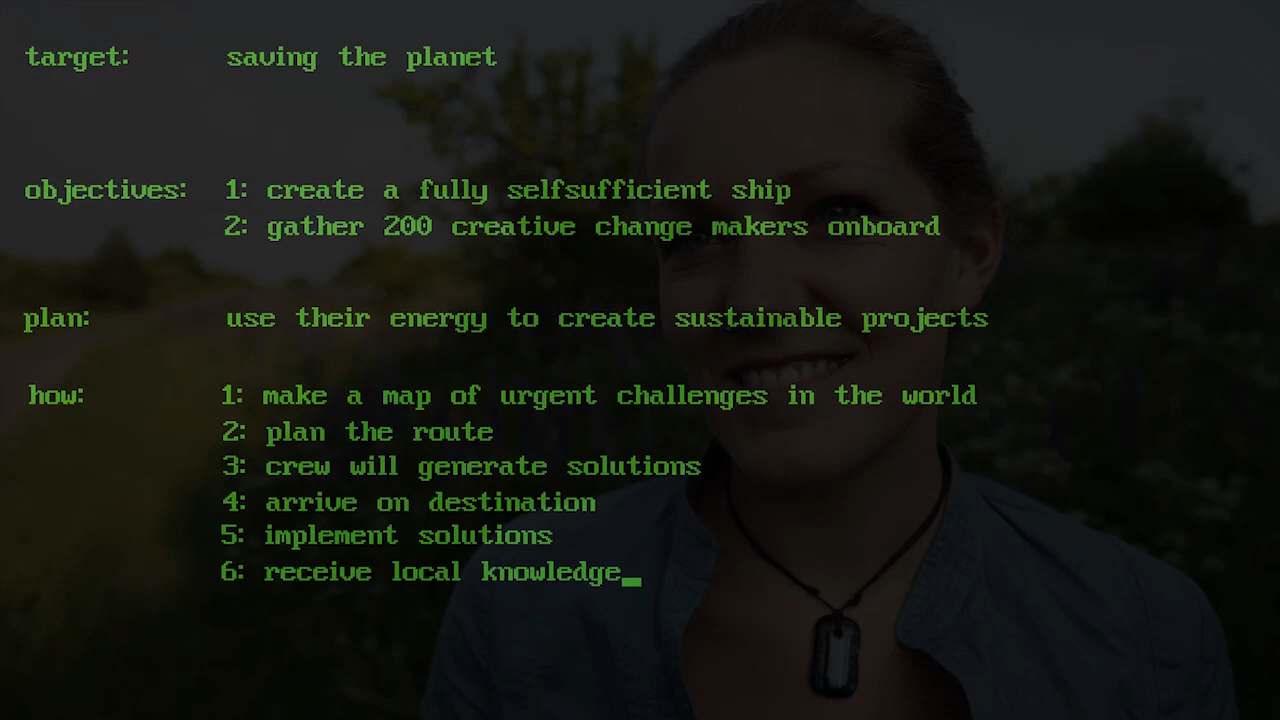 target: saving the planet
objectives: 1: create a fully selfsufficient ship
2: gather 200 creative change makers onboard
plan: use their energy to create sustainable projects
how: 1: make a map of urgent challenges in the world
2: plan the route
3: crew will generate solutions
4: arrive on destination
5: implement solutions
6: receive local knowledge